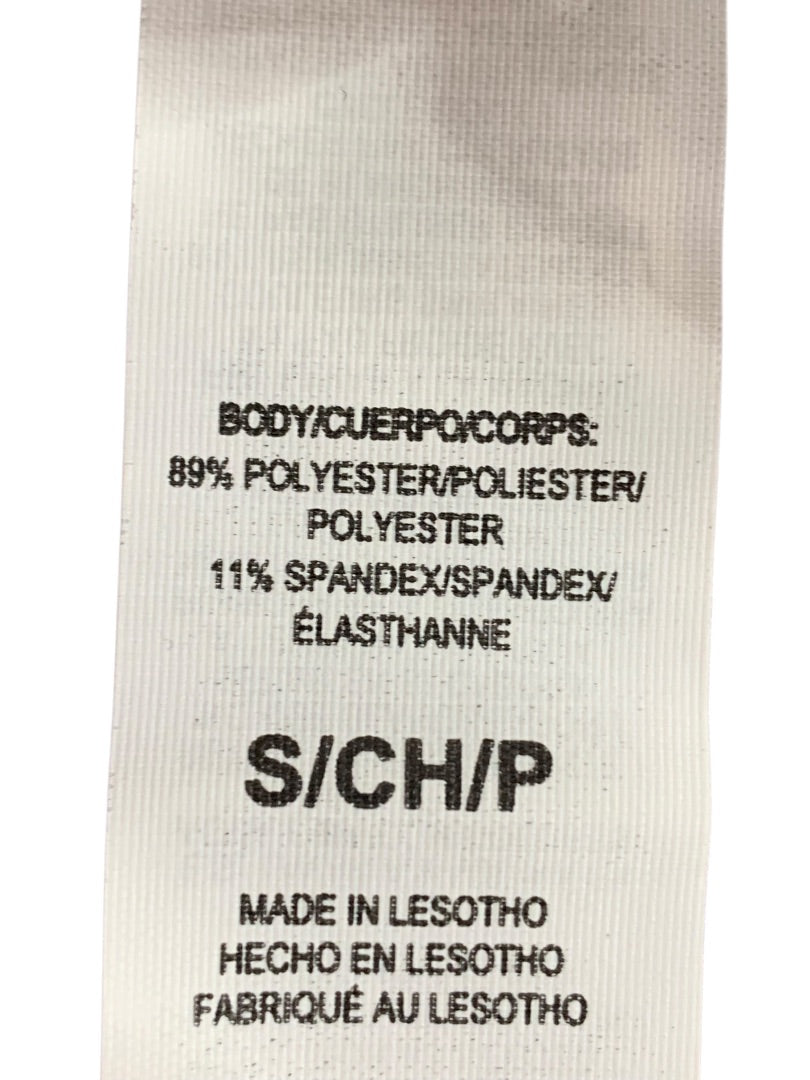 BODY/CUERPO/CORPS:
89% POLYESTER/POLIESTER/
POLYESTER
11% SPANDEX/SPANDEX/
ÉLASTHANNE
S/CH/P
MADE IN LESOTHO
HECHO EN LESOTHO
FABRIQUÉ AU LESOTHO